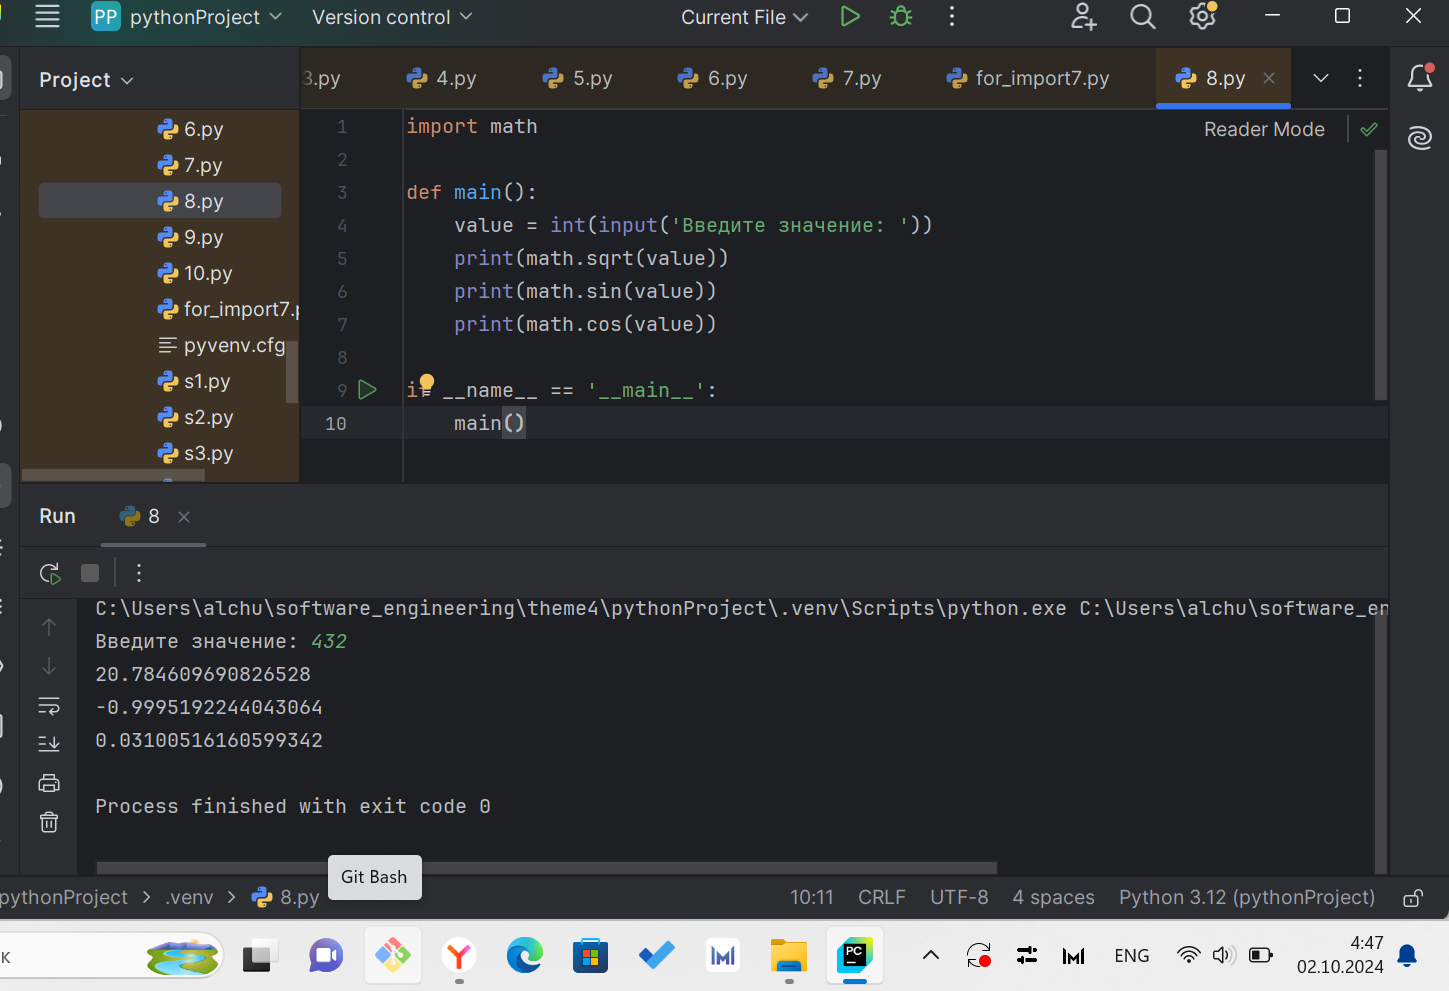 PP pythonProject Version control Current File
Project
3.py 4.py 5.py 6.py 7.py for_import7.py 8.py
6.py
7.py
8.py
9.py
10.py
for_import7.
pyvenv.cfg
s1.py
s2.py
s3.py
Reader Mode
1 import math
2
3 def main():
4 value = int(input('Введите значение: '))
5 print(math.sqrt(value))
6 print(math.sin(value))
7 print(math.cos(value))
8
9 if __name__ == '__main__':
10 main()
Run 8
C:\Users\alchu\software_engineering\theme4\pythonProject\.venv\Scripts\python.exe C:\Users\alchu\software_en
Введите значение: 432
20.784609690826528
-0.9995192244043064
0.03100516160599342
Process finished with exit code 0
Git Bash
pythonProject > .venv > 8.py 10:11 CRLF UTF-8 4 spaces Python 3.12 (pythonProject)
к PC ENG 4:47
02.10.2024